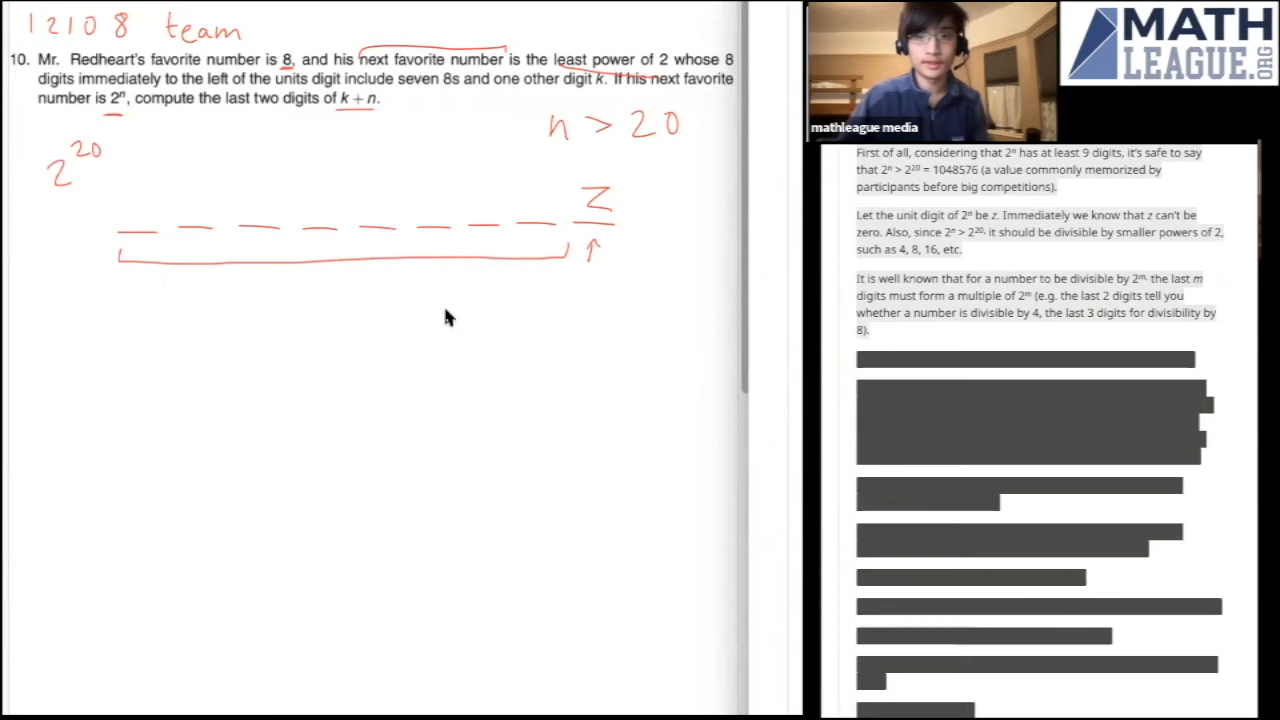 12108 team
10. Mr. Redheart's favorite number is 8, and his next favorite number is the least power of 2 whose 8
digits immediately to the left of the units digit include seven 8s and one other digit k. If his next favorite
number is 2ⁿ, compute the last two digits of k + n.
n > 20
2²⁰
z
MATH
LEAGUE.ORG
mathleague media
First of all, considering that 2ⁿ has at least 9 digits, it's safe to say
that 2ⁿ > 2²⁰ = 1048576 (a value commonly memorized by
participants before big competitions).
Let the unit digit of 2ⁿ be z. Immediately we know that z can't be
zero. Also, since 2ⁿ > 2²⁰, it should be divisible by smaller powers of 2,
such as 4, 8, 16, etc.
It is well known that for a number to be divisible by 2ᵐ, the last m
digits must form a multiple of 2ᵐ (e.g. the last 2 digits tell you
whether a number is divisible by 4, the last 3 digits for divisibility by
8).